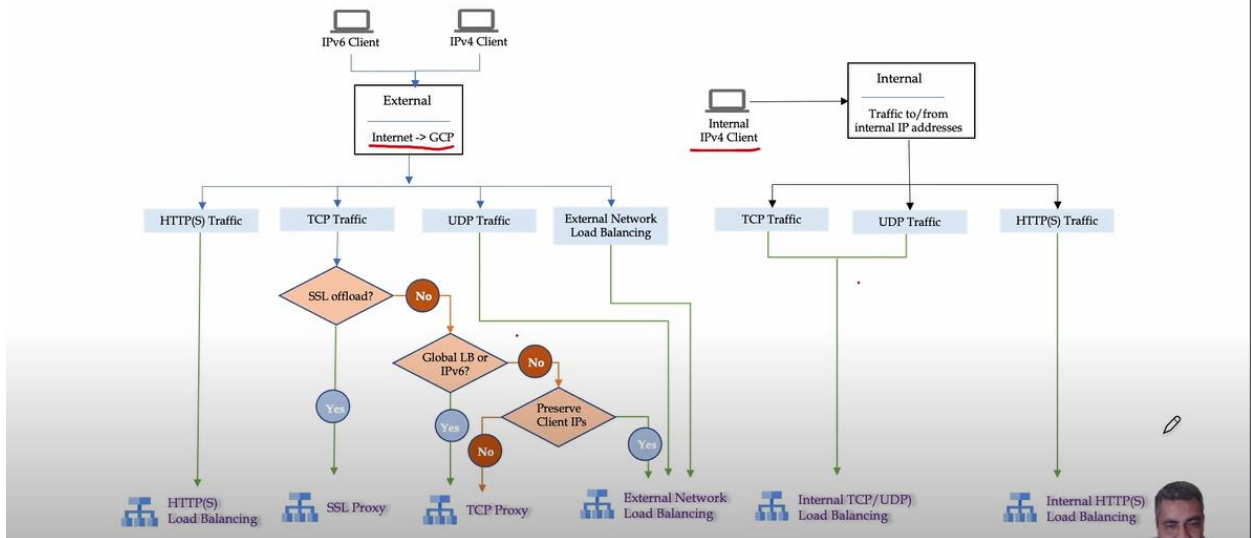 IPv6 Client
IPv4 Client
External
Internet -> GCP
Internal
IPv4 Client
Internal
Traffic to/from
internal IP addresses
HTTP(S) Traffic
TCP Traffic
UDP Traffic
External Network
Load Balancing
TCP Traffic
UDP Traffic
HTTP(S) Traffic
SSL offload?
No
Global LB or
IPv6?
No
Preserve
Client IPs
Yes
Yes
No
Yes
HTTP(S)
Load Balancing
SSL Proxy
TCP Proxy
External Network
Load Balancing
Internal TCP/UDP)
Load Balancing
Internal HTTP(S)
Load Balancing